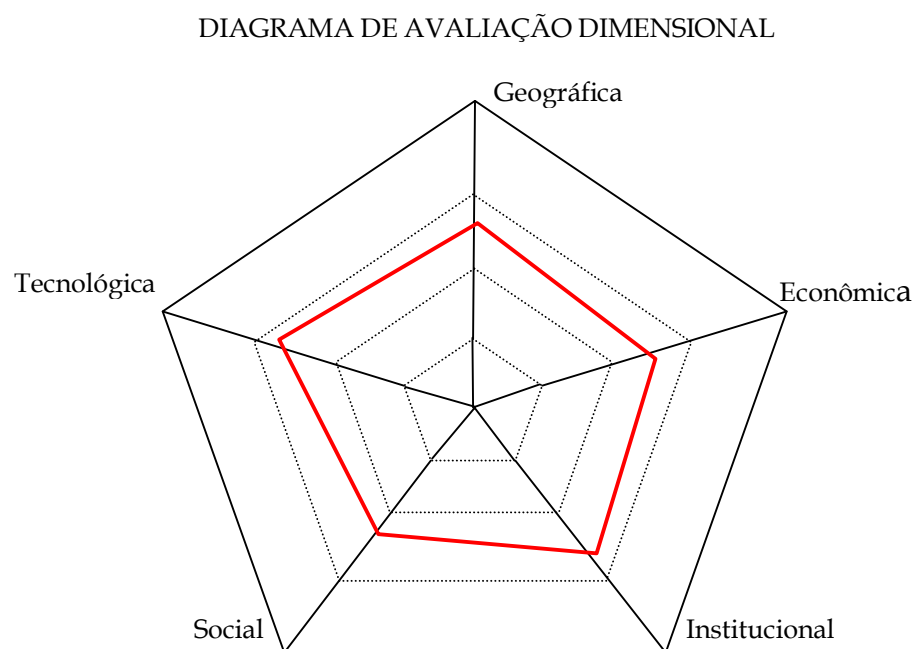 DIAGRAMA DE AVALIAÇÃO DIMENSIONAL
Geográfica
Tecnológica
Econômica
Social
Institucional